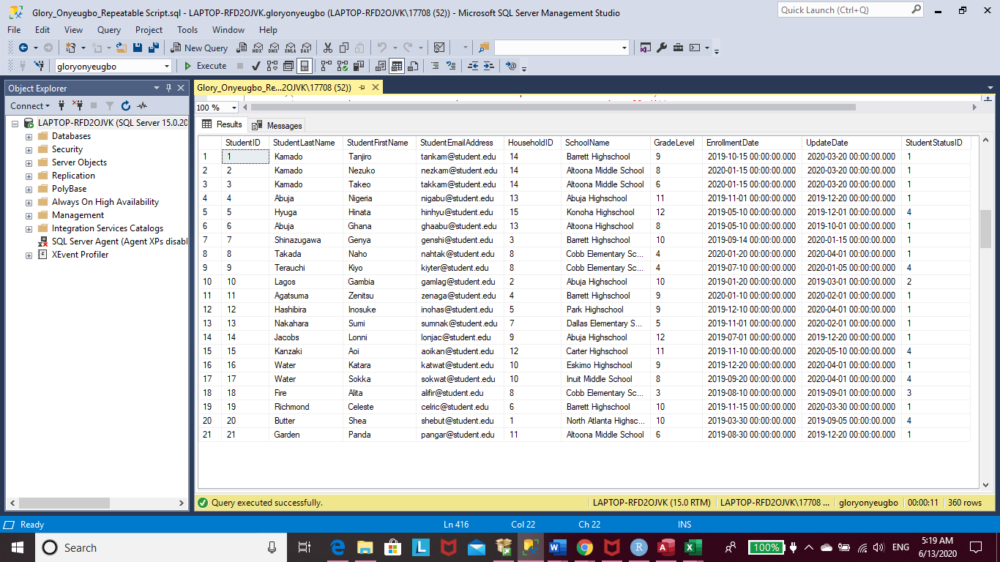 Glory_Onyeugbo_Repeatable Script.sql - LAPTOP-RFD2OJVK.gloryonyeugbo (LAPTOP-RFD2OJVK\17708 (52)) - Microsoft SQL Server Management Studio
Quick Launch (Ctrl+Q)
File Edit View Query Project Tools Window Help
New Query MDX DMX XMLA DAX
gloryonyeugbo Execute
Object Explorer
Glory_Onyeugbo_Re...2OJVK\17708 (52))
Connect
100 %
LAPTOP-RFD2OJVK (SQL Server 15.0.20
Databases
Security
Server Objects
Replication
PolyBase
Always On High Availability
Management
Integration Services Catalogs
SQL Server Agent (Agent XPs disabl
XEvent Profiler
Results Messages
StudentID StudentLastName StudentFirstName StudentEmailAddress HouseholdID SchoolName GradeLevel EnrollmentDate UpdateDate StudentStatusID
1 1 Kamado Tanjiro tankam@student.edu 14 Barrett Highschool 9 2019-10-15 00:00:00.000 2020-03-20 00:00:00.000 1
2 2 Kamado Nezuko nezkam@student.edu 14 Altoona Middle School 8 2020-01-15 00:00:00.000 2020-03-20 00:00:00.000 1
3 3 Kamado Takeo takkam@student.edu 14 Altoona Middle School 6 2020-01-15 00:00:00.000 2020-03-20 00:00:00.000 1
4 4 Abuja Nigeria nigabu@student.edu 13 Abuja Highschool 11 2019-11-01 00:00:00.000 2019-12-20 00:00:00.000 1
5 5 Hyuga Hinata hinhyu@student.edu 15 Konoha Highschool 12 2019-05-10 00:00:00.000 2020-03-01 00:00:00.000 4
6 6 Abuja Ghana ghaabu@student.edu 13 Altoona Highschool 8 2019-05-10 00:00:00.000 2019-10-01 00:00:00.000 1
7 7 Shinazugawa Genya genshi@student.edu 3 Barrett Highschool 10 2019-09-14 00:00:00.000 2020-01-15 00:00:00.000 1
8 8 Takada Naho nahtak@student.edu 8 Cobb Elementary Sc... 4 2020-01-20 00:00:00.000 2020-04-01 00:00:00.000 1
9 9 Terauchi Kiyo kiyter@student.edu 8 Cobb Elementary Sc... 4 2019-07-10 00:00:00.000 2020-01-05 00:00:00.000 4
10 10 Lagos Gambia gamlag@student.edu 2 Abuja Highschool 10 2019-01-20 00:00:00.000 2019-03-01 00:00:00.000 2
11 11 Agatsuma Zenitsu zenaga@student.edu 4 Barrett Highschool 9 2020-01-10 00:00:00.000 2020-02-01 00:00:00.000 1
12 12 Hashibira Inosuke inohas@student.edu 5 Park Highschool 9 2019-12-10 00:00:00.000 2020-04-01 00:00:00.000 1
13 13 Nakahara Sumi sumnak@student.edu 7 Dallas Elementary S... 5 2019-11-01 00:00:00.000 2020-02-01 00:00:00.000 1
14 14 Jacobs Lonni lonjac@student.edu 9 Abuja Highschool 12 2019-07-01 00:00:00.000 2019-12-20 00:00:00.000 1
15 15 Kanzaki Aoi aoikan@student.edu 12 Carter Highschool 11 2019-11-10 00:00:00.000 2020-05-10 00:00:00.000 4
16 16 Water Katara katwat@student.edu 10 Eskimo Highschool 9 2019-12-20 00:00:00.000 2020-04-01 00:00:00.000 1
17 17 Water Sokka sokwat@student.edu 10 Inuit Middle School 8 2019-09-20 00:00:00.000 2020-04-01 00:00:00.000 4
18 18 Fire Alita alifir@student.edu 8 Cobb Elementary Sc... 3 2019-08-10 00:00:00.000 2019-09-01 00:00:00.000 3
19 19 Richmond Celeste celric@student.edu 6 Barrett Highschool 10 2019-11-15 00:00:00.000 2020-03-30 00:00:00.000 1
20 20 Butter Shea shebut@student.edu 1 North Atlanta Highsc... 10 2019-03-30 00:00:00.000 2019-09-05 00:00:00.000 4
21 21 Garden Panda pangar@student.edu 11 Altoona Middle School 6 2019-08-30 00:00:00.000 2019-12-20 00:00:00.000 1
Query executed successfully. LAPTOP-RFD2OJVK (15.0 RTM) LAPTOP-RFD2OJVK\17708 ... gloryonyeugbo 00:00:11 360 rows
Ready Ln 416 Col 22 Ch 22 INS
Search 100% ENG 5:19 AM
6/13/2020